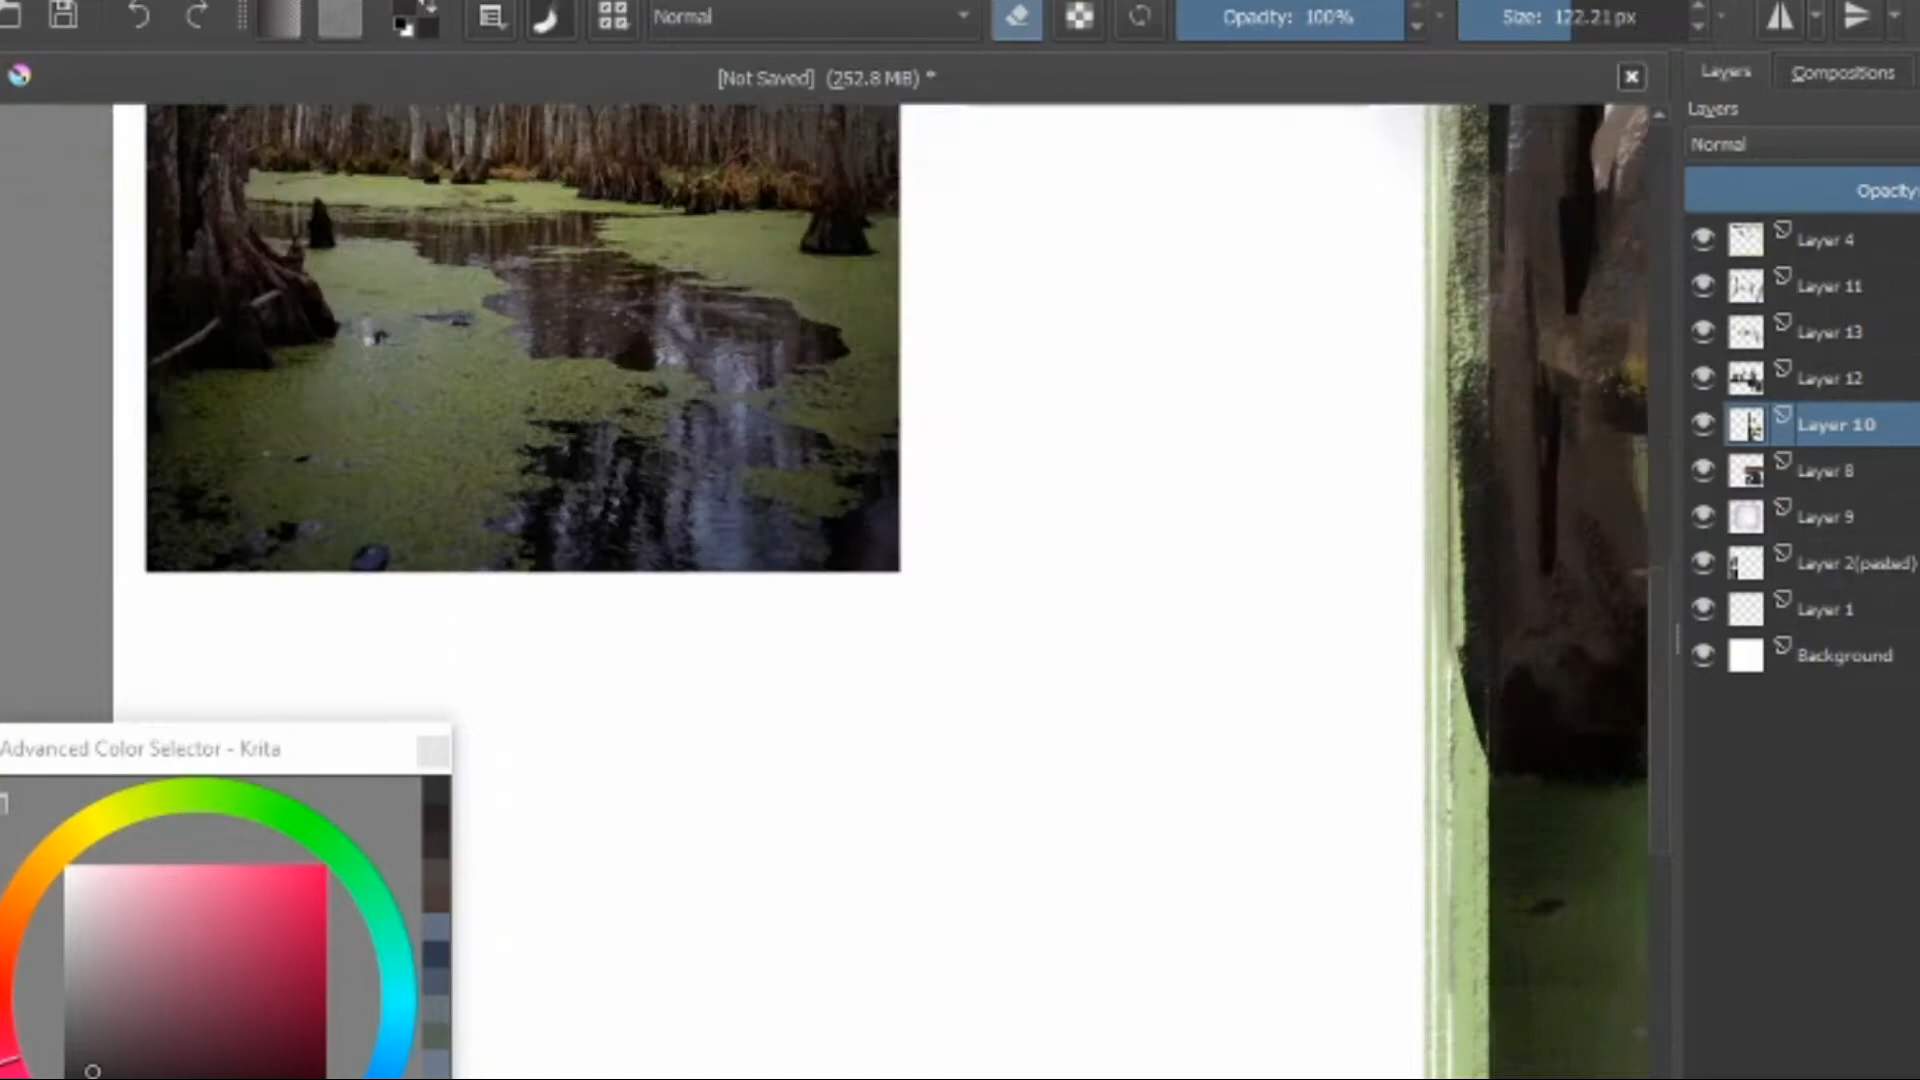 Normal
Opacity: 100%
Size: 122.21 px
[Not Saved] (252.8 MiB) *
Layers
Compositions
Layers
Normal
Opacity:
Layer 4
Layer 11
Layer 13
Layer 12
Layer 10
Layer 8
Layer 9
Layer 2(pasted)
Layer 1
Background
Advanced Color Selector - Krita